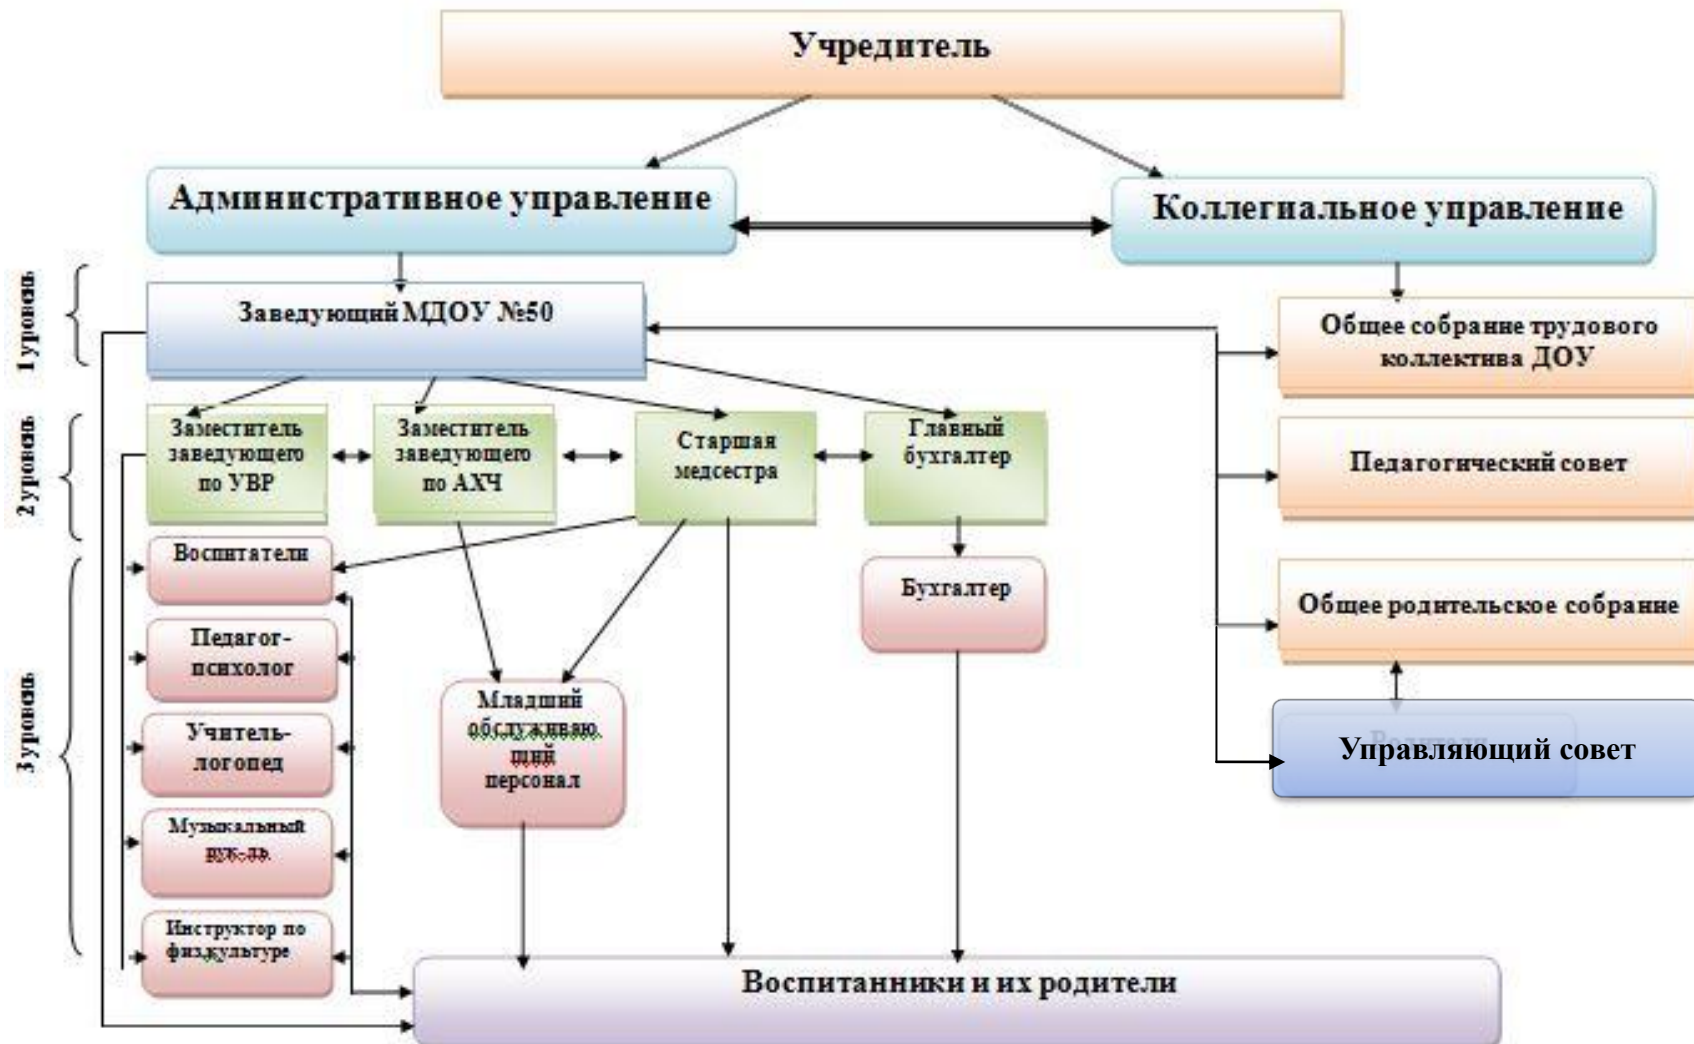 Учредитель
Административное управление
Коллегиальное управление
1 уровень
Заведующий МДОУ №50
Общее собрание трудового
коллектива ДОУ
2 уровень
Заместитель
заведующего
по УВР
Заместитель
заведующего
по АХЧ
Старшая
медсестра
Главный
бухгалтер
Педагогический совет
3 уровень
Воспитатели
Бухгалтер
Общее родительское собрание
Педагог-
психолог
Младший
обслуживаю
щий
персонал
Учитель-
логопед
Управляющий совет
Музыкальный
рук-ль
Инструктор по
физ.культуре
Воспитанники и их родители